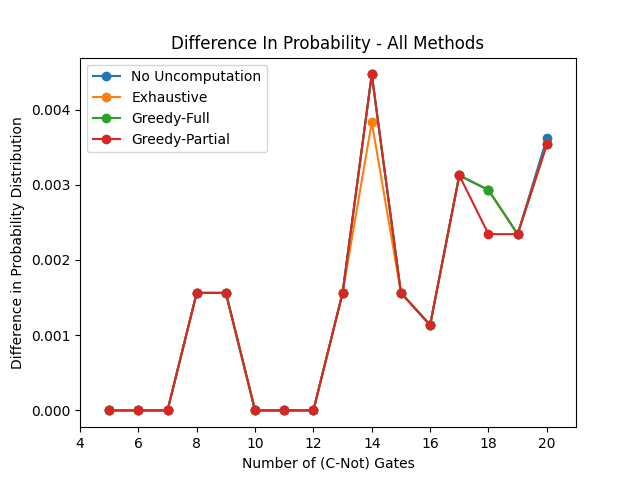 Difference In Probability - All Methods
No Uncomputation
Exhaustive
Greedy-Full
Greedy-Partial
Difference in Probability Distribution
0.004
0.003
0.002
0.001
0.000
4 6 8 10 12 14 16 18 20
Number of (C-Not) Gates